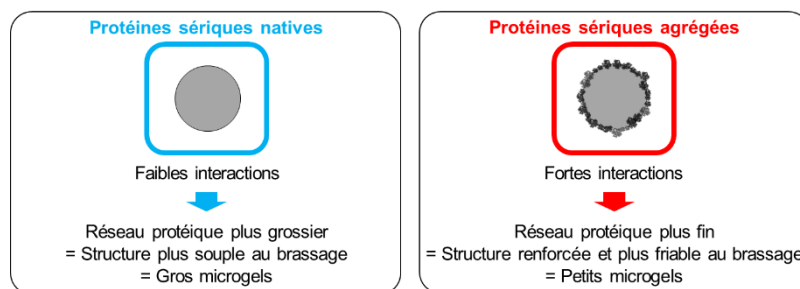 Protéines sériques natives
Faibles interactions
Réseau protéique plus grossier
= Structure plus souple au brassage
= Gros microgels
Protéines sériques agrégées
Fortes interactions
Réseau protéique plus fin
= Structure renforcée et plus friable au brassage
= Petits microgels